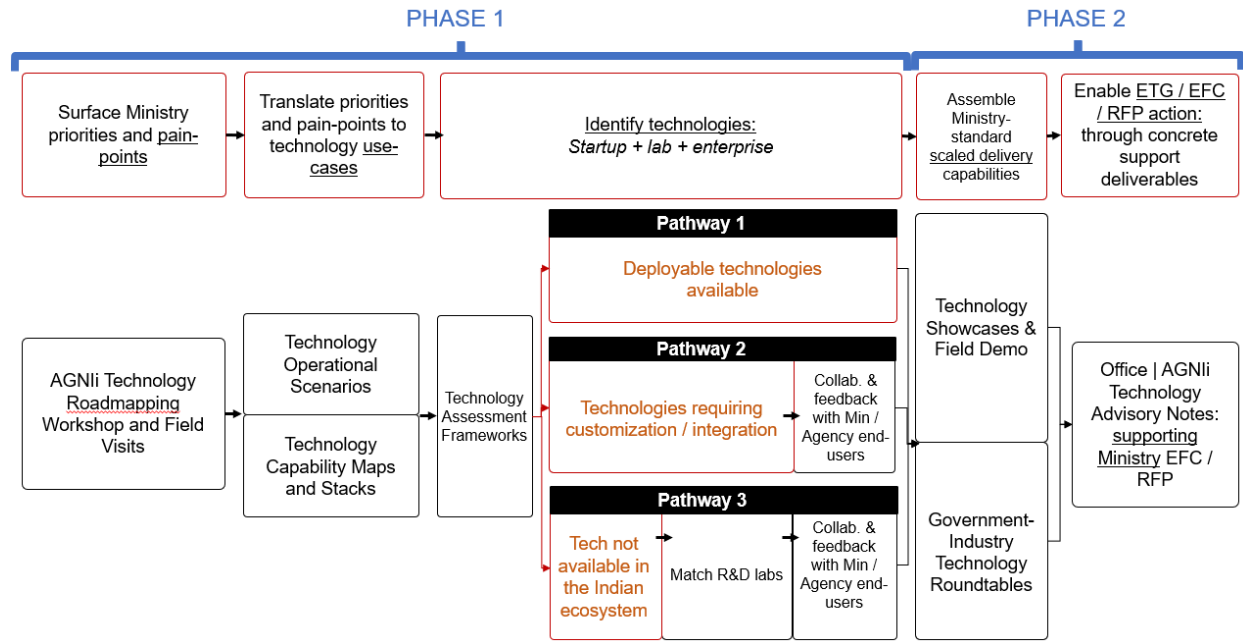 PHASE 1
PHASE 2
Surface Ministry
priorities and pain-
points
Translate priorities
and pain-points to
technology use-
cases
Identify technologies:
Startup + lab + enterprise
Assemble
Ministry-
standard
scaled delivery
capabilities
Enable ETG / EFC
/ RFP action:
through concrete
support
deliverables
AGNIi Technology
Roadmapping
Workshop and Field
Visits
Technology
Operational
Scenarios
Technology
Capability Maps
and Stacks
Technology
Assessment
Frameworks
Pathway 1
Deployable technologies
available
Pathway 2
Technologies requiring
customization / integration
Collab. &
feedback
with Min /
Agency end-
users
Pathway 3
Tech not
available in
the Indian
ecosystem
Match R&D labs
Collab. &
feedback
with Min /
Agency end-
users
Technology
Showcases &
Field Demo
Government-
Industry
Technology
Roundtables
Office | AGNIi
Technology
Advisory Notes:
supporting
Ministry EFC /
RFP